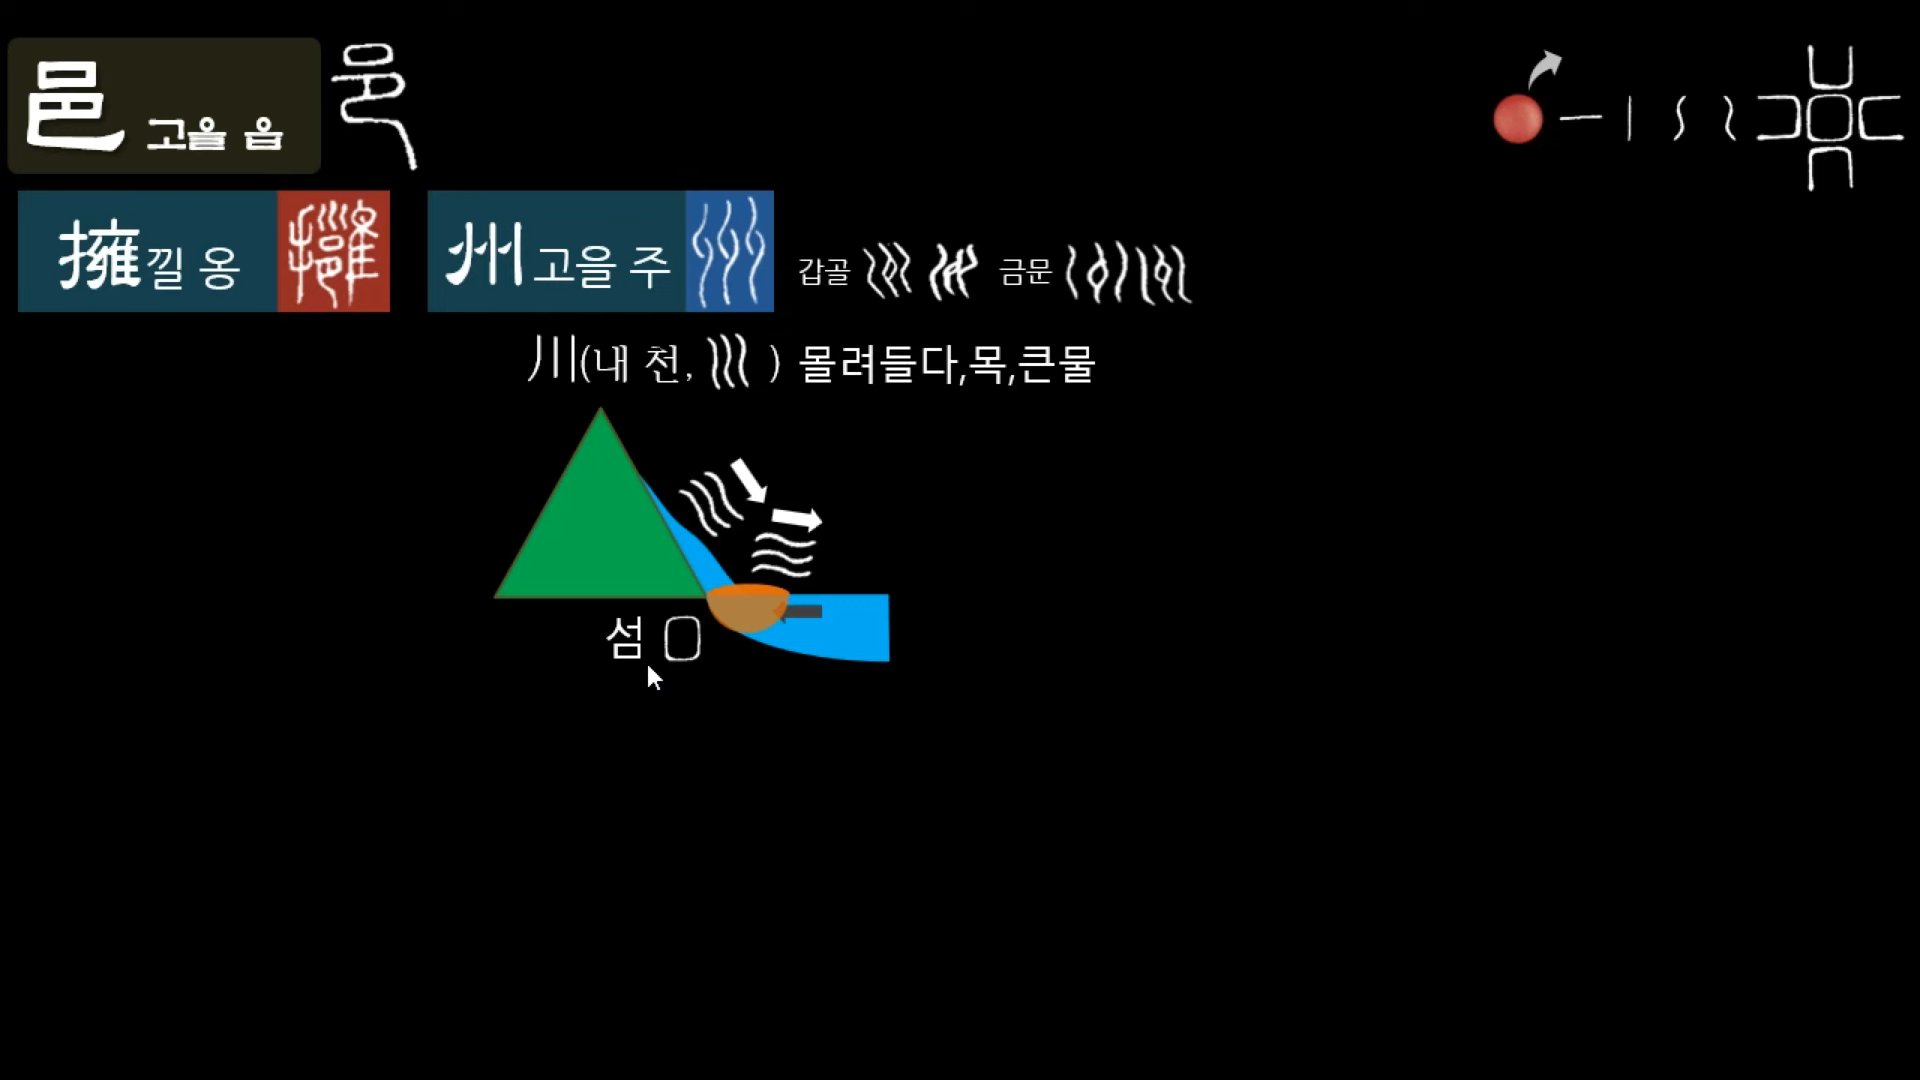 邑 고을 읍
擁 낄 옹 州 고을 주 갑골 금문
川(내 천, ) 몰려들다,목,큰물
섬